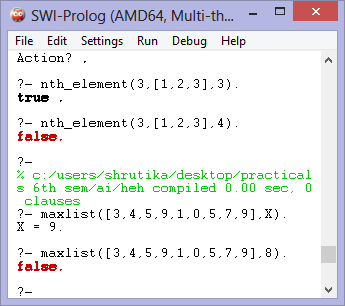 SWI-Prolog (AMD64, Multi-th...
File Edit Settings Run Debug Help
Action? ,
?- nth_element(3,[1,2,3],3).
true .
?- nth_element(3,[1,2,3],4).
false.
?-
% c:/users/shrutika/desktop/practical
s 6th sem/ai/heh compiled 0.00 sec, 0
clauses
?- maxlist([3,4,5,9,1,0,5,7,9],X).
X = 9.
?- maxlist([3,4,5,9,1,0,5,7,9],8).
false.
?-